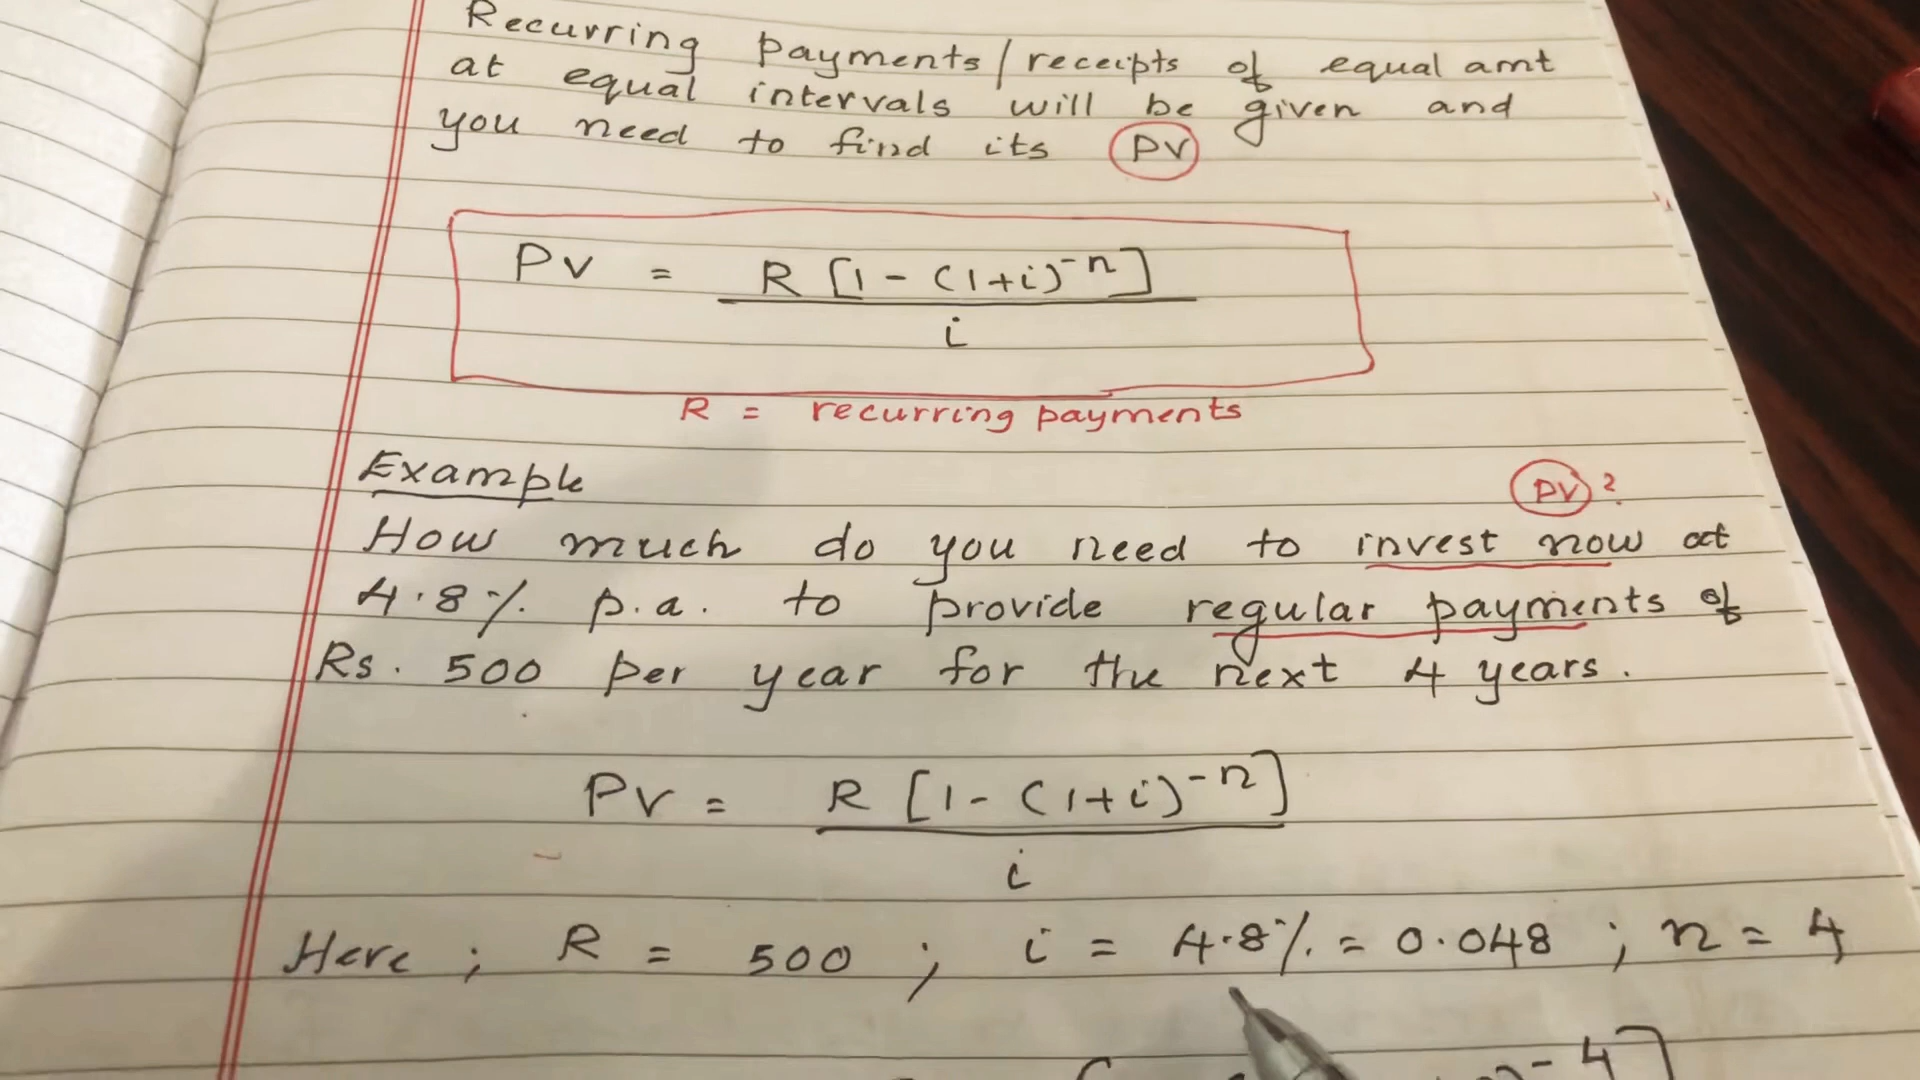 Recurring payments/receipts of equal amt
at equal intervals will be given and
you need to find its PV
PV = R [1 - (1+i)^-n]
i
R = recurring payments
Example
PV ?
How much do you need to invest now at
4.8% p.a. to provide regular payments of
Rs. 500 per year for the next 4 years.
PV = R [1 - (1+i)^-n]
i
Here ; R = 500 ; i = 4.8% = 0.048 ; n = 4
-4]